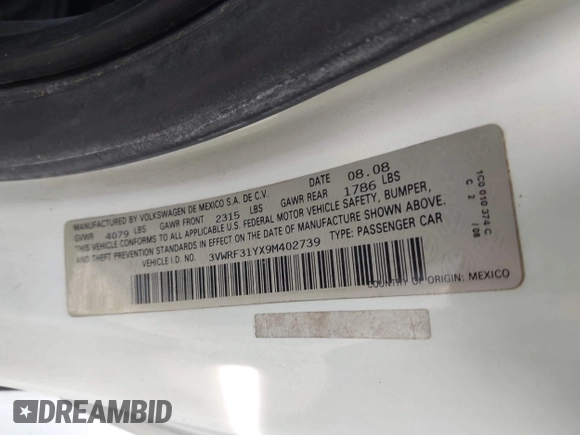 MANUFACTURED BY VOLKSWAGEN DE MEXICO S.A. DE C.V. DATE 08.08
GVWR 4079 LBS GAWR FRONT 2315 LBS GAWR REAR 1786 LBS
CONFORMS TO ALL APPLICABLE U.S. FEDERAL MOTOR VEHICLE SAFETY, BUMPER,
AND THEFT PREVENTION STANDARDS IN EFFECT ON THE DATE OF MANUFACTURE SHOWN ABOVE.
VEHICLE I.D. NO. 3VWRF31YX9M402739 TYPE: PASSENGER CAR
COUNTRY OF ORIGIN: MEXICO
1C0 010 374 C
C 2 /08
DREAMBID